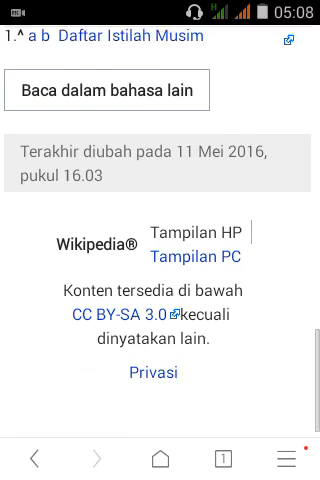 05:08
1.^ a b Daftar Istilah Musim
Baca dalam bahasa lain
Terakhir diubah pada 11 Mei 2016,
pukul 16.03
Wikipedia®
Tampilan HP
Tampilan PC
Konten tersedia di bawah
CC BY-SA 3.0 kecuali
dinyatakan lain.
Privasi
1